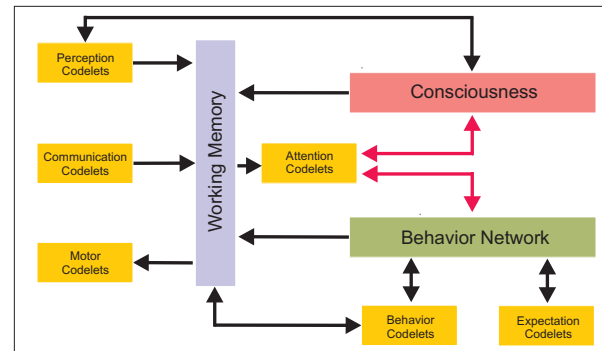 Perception
Codelets
Consciousness
Working Memory
Communication
Codelets
Attention
Codelets
Motor
Codelets
Behavior Network
Behavior
Codelets
Expectation
Codelets